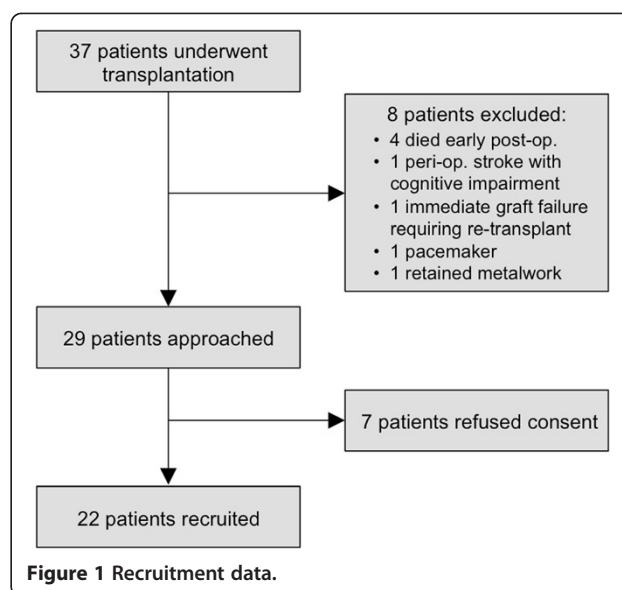 37 patients underwent
transplantation
8 patients excluded:
• 4 died early post-op.
• 1 peri-op. stroke with
cognitive impairment
• 1 immediate graft failure
requiring re-transplant
• 1 pacemaker
• 1 retained metalwork
29 patients approached
7 patients refused consent
22 patients recruited
Figure 1 Recruitment data.